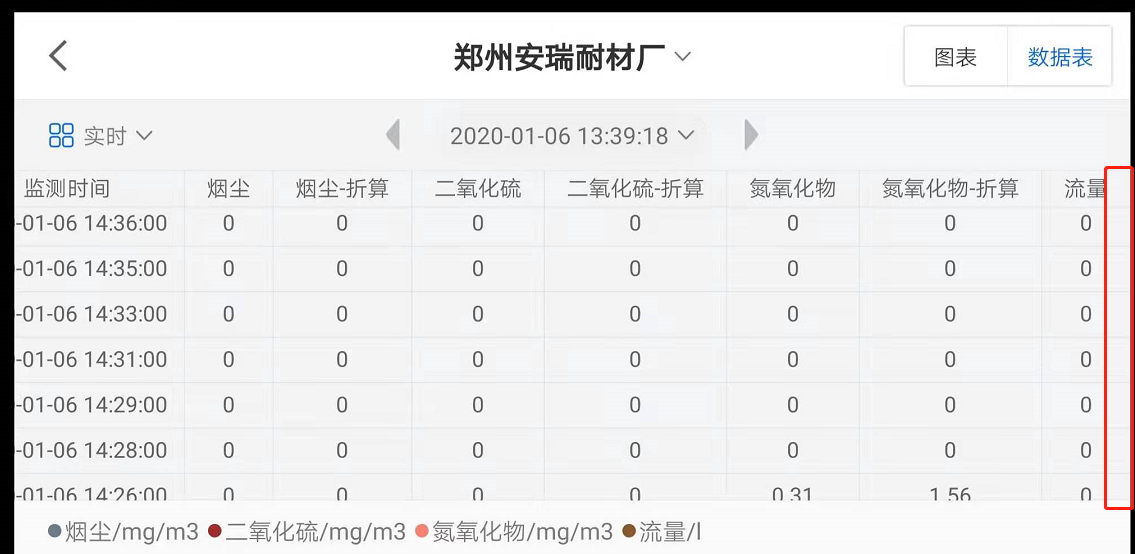 郑州安瑞耐材厂
图表 数据表
实时 2020-01-06 13:39:18
监测时间 烟尘 烟尘-折算 二氧化硫 二氧化硫-折算 氮氧化物 氮氧化物-折算 流量
-01-06 14:36:00 0 0 0 0 0 0 0
-01-06 14:35:00 0 0 0 0 0 0 0
-01-06 14:33:00 0 0 0 0 0 0 0
-01-06 14:31:00 0 0 0 0 0 0 0
-01-06 14:29:00 0 0 0 0 0 0 0
-01-06 14:28:00 0 0 0 0 0 0 0
-01-06 14:26:00 0 0 0 0 0.31 1.56 0
烟尘/mg/m3 二氧化硫/mg/m3 氮氧化物/mg/m3 流量/l